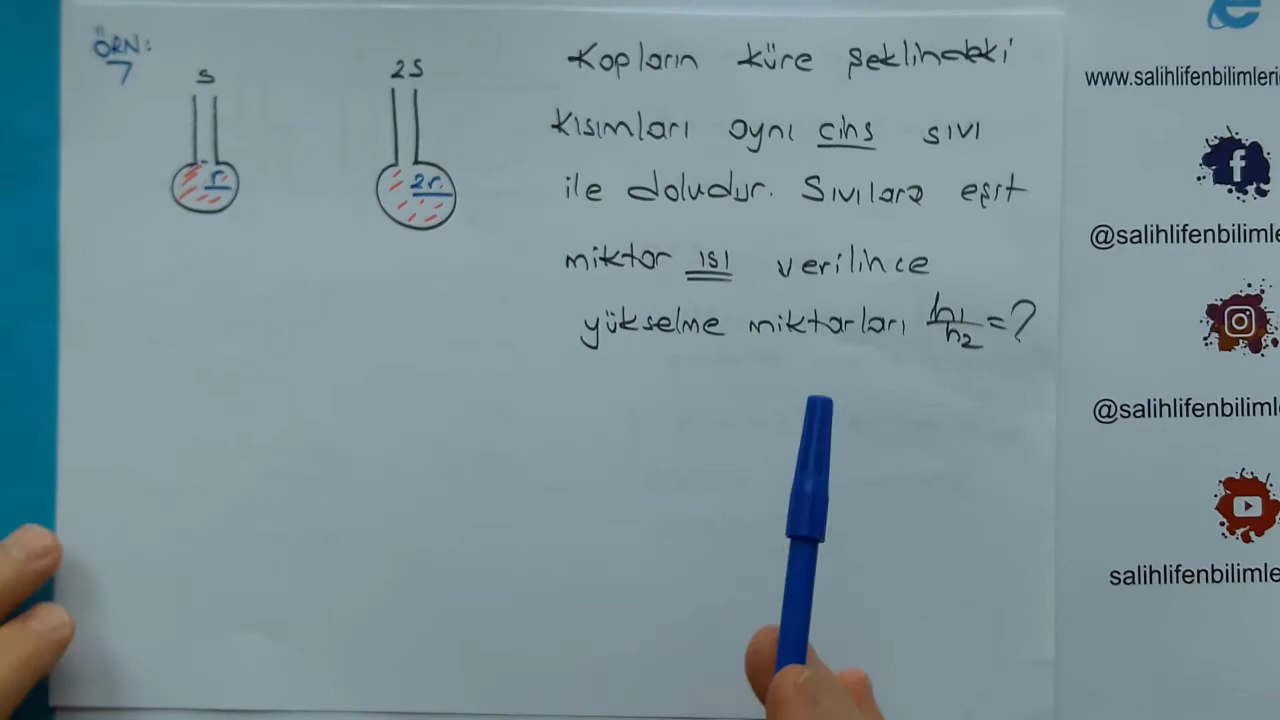 ÖRN:
7
S
2S
r
2r
Kapların küre şeklindeki
kısımları aynı cins sıvı
ile doludur. Sıvılara eşit
miktar ısı verilince
yükselme miktarları h1/h2 = ?
www.salihlifenbilimleri
@salihlifenbilimle
@salihlifenbiliml
salihlifenbilimle